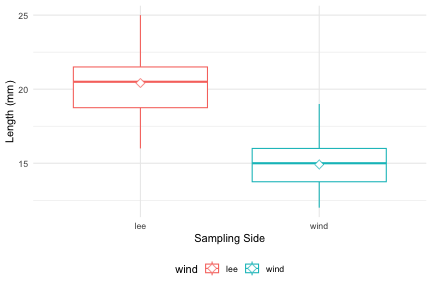 25
20
15
Length (mm)
lee wind
Sampling Side
wind lee wind